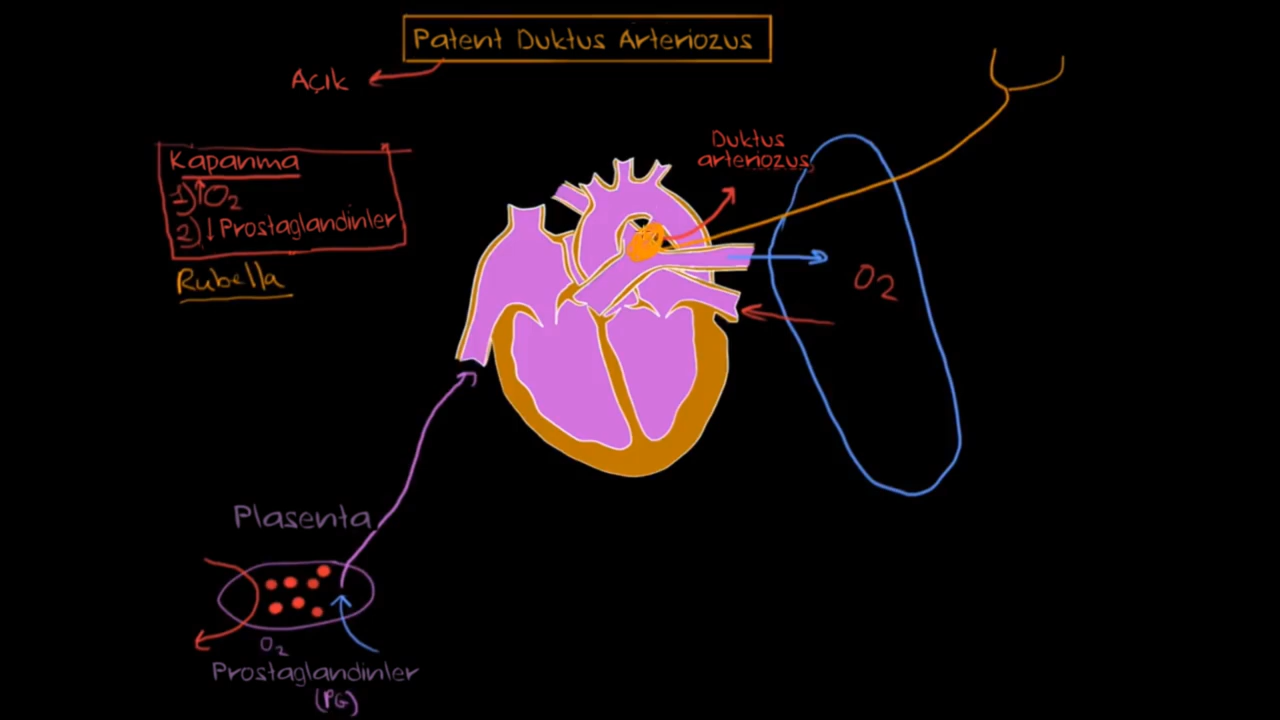 Patent Duktus Arteriozus
Açık
Duktus
arteriozus
Kapanma
1) ↑O₂
2) ↓ Prostaglandinler
Rubella
O₂
Plasenta
O₂
Prostaglandinler
(PG)